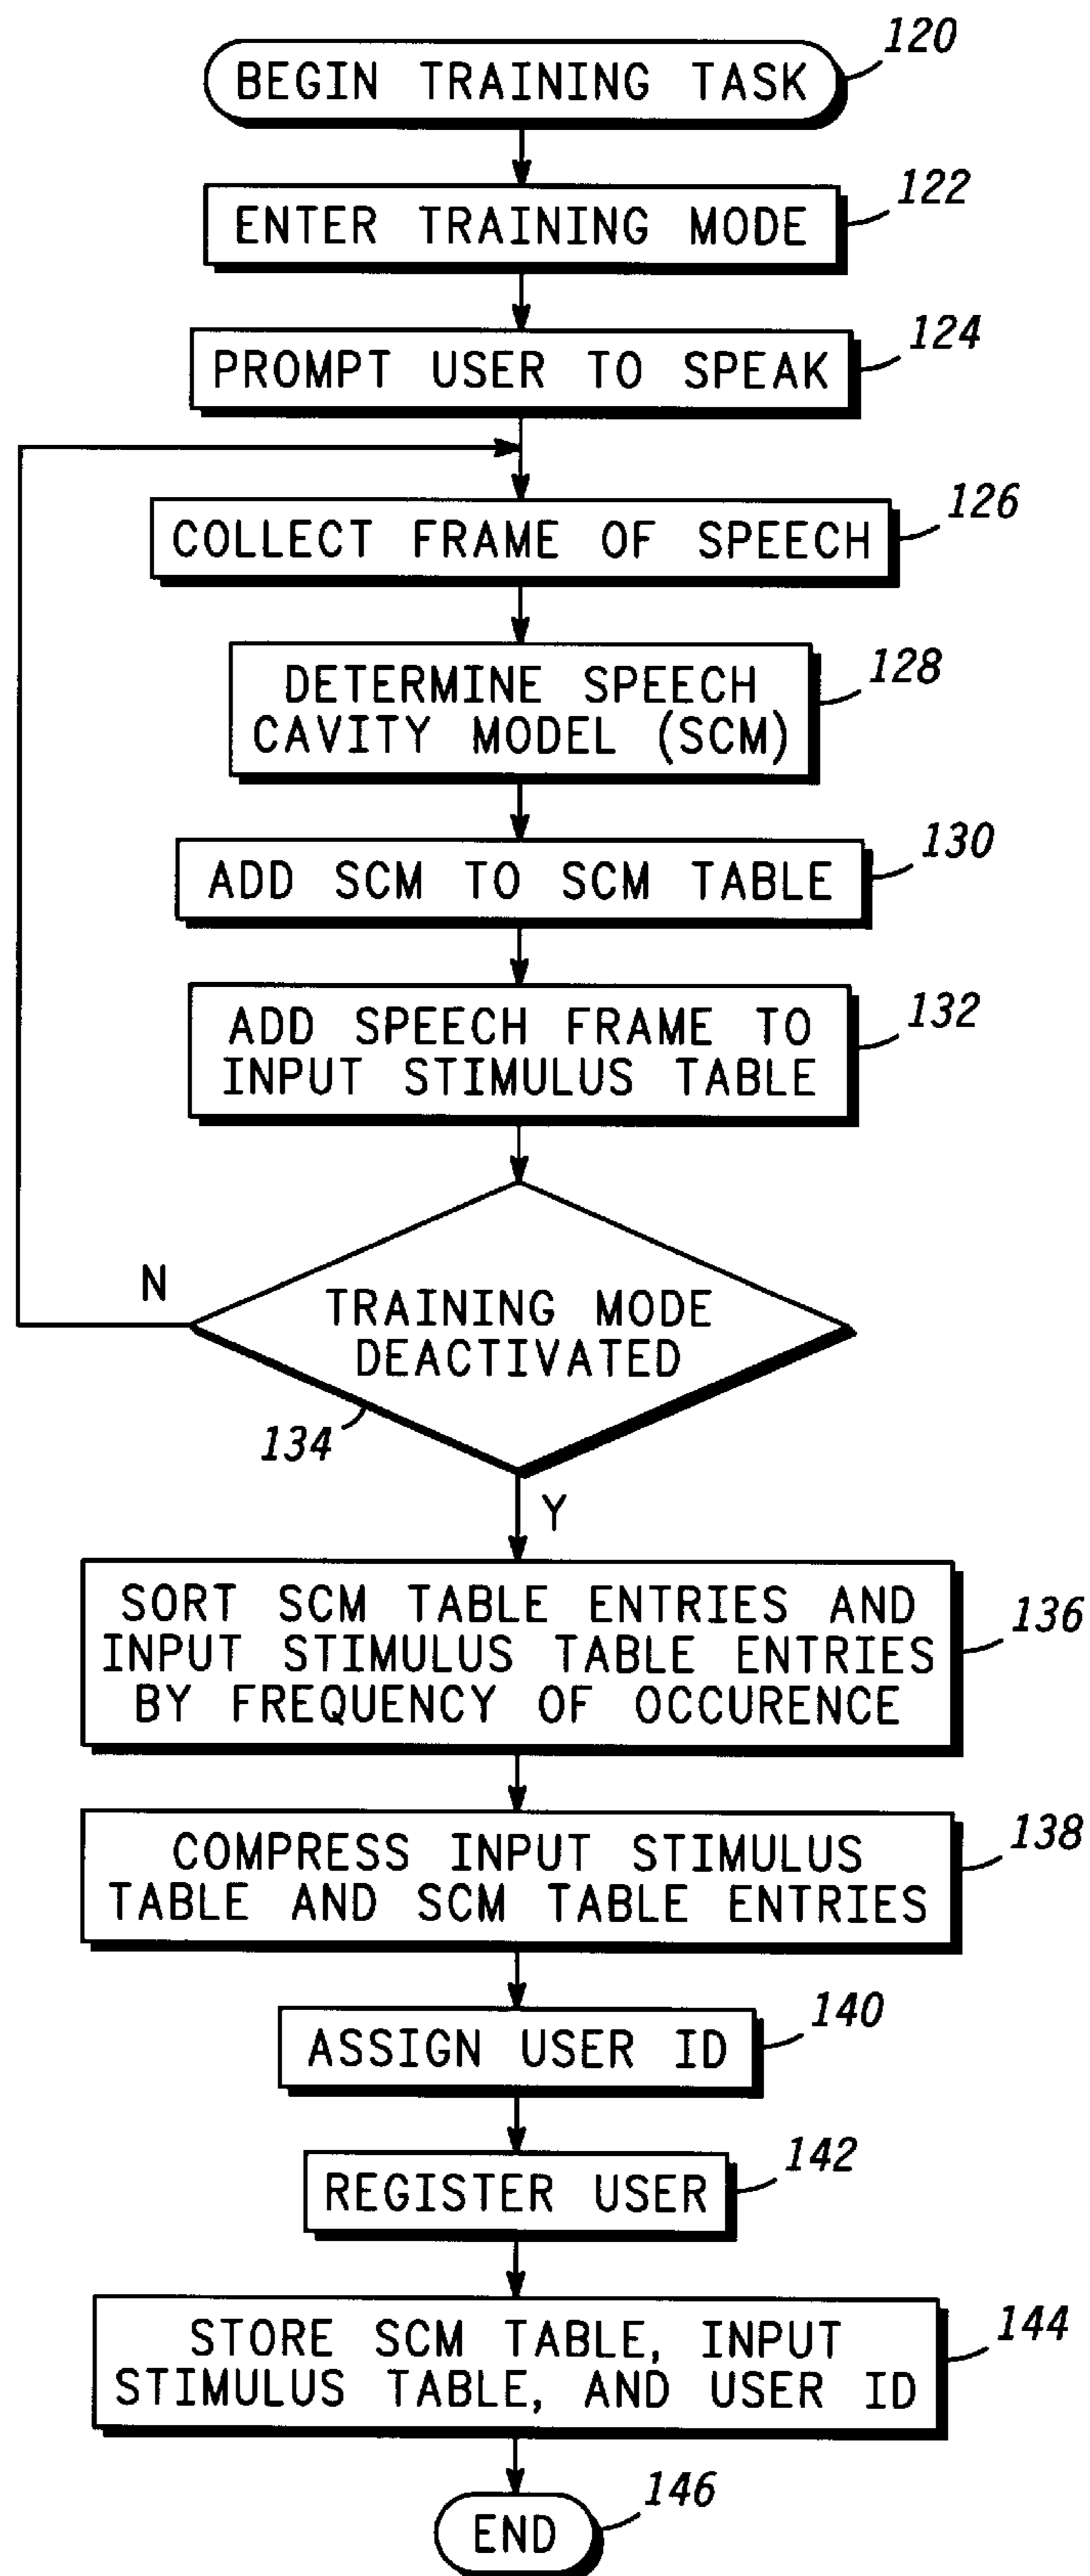 120
BEGIN TRAINING TASK
122
ENTER TRAINING MODE
124
PROMPT USER TO SPEAK
126
COLLECT FRAME OF SPEECH
128
DETERMINE SPEECH
CAVITY MODEL (SCM)
130
ADD SCM TO SCM TABLE
132
ADD SPEECH FRAME TO
INPUT STIMULUS TABLE
N
TRAINING MODE
DEACTIVATED
134
Y
SORT SCM TABLE ENTRIES AND
136
INPUT STIMULUS TABLE ENTRIES
BY FREQUENCY OF OCCURENCE
138
COMPRESS INPUT STIMULUS
TABLE AND SCM TABLE ENTRIES
140
ASSIGN USER ID
142
REGISTER USER
144
STORE SCM TABLE, INPUT
STIMULUS TABLE, AND USER ID
146
END